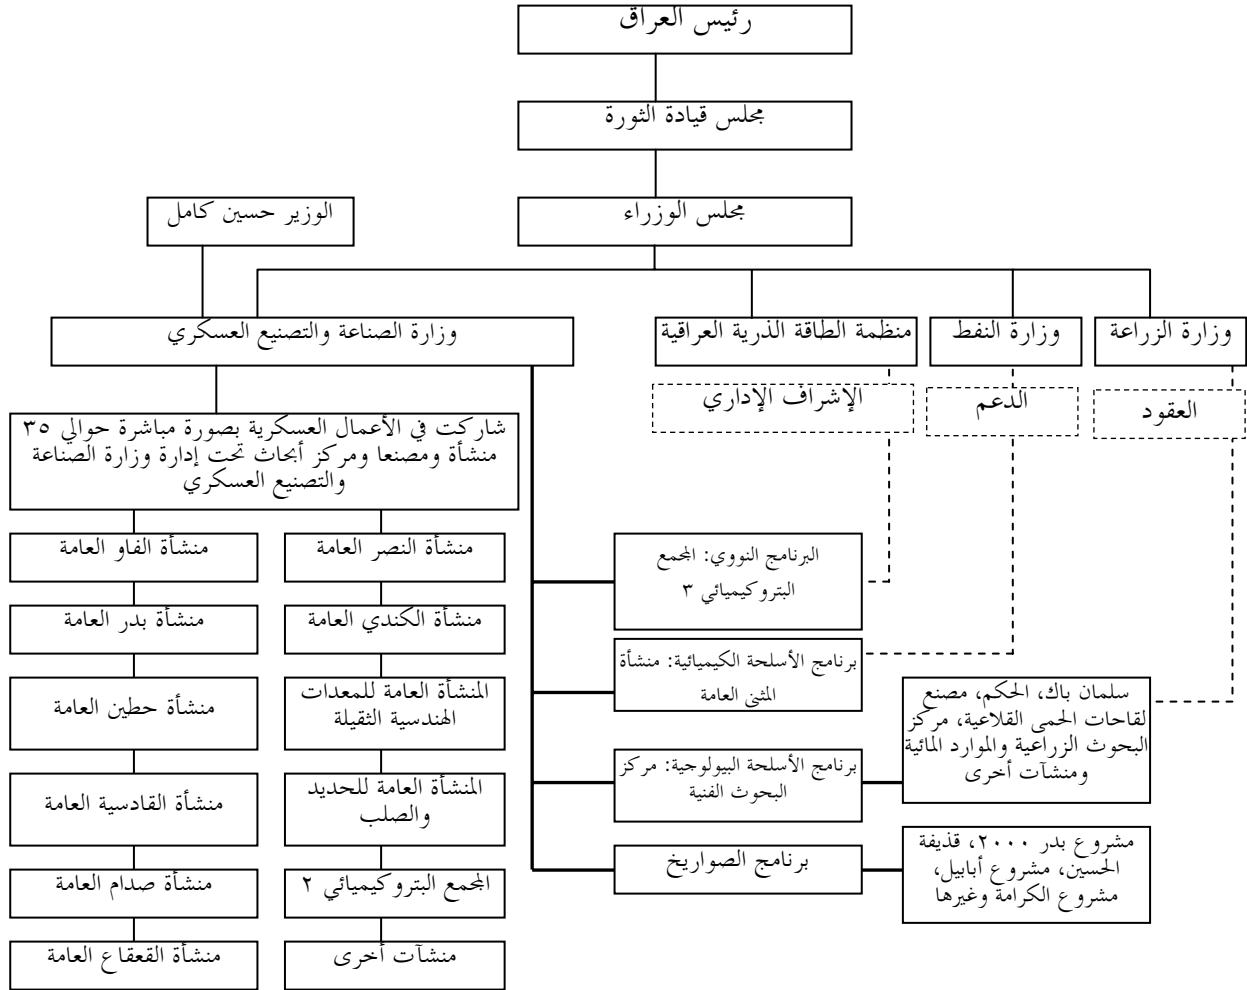 رئيس العراق
مجلس قيادة الثورة
الوزير حسين كامل
مجلس الوزراء
وزارة الزراعة
وزارة النفط
منظمة الطاقة الذرية العراقية
وزارة الصناعة والتصنيع العسكري
العقود
الدعم
الإشراف الإداري
شاركت في الأعمال العسكرية بصورة مباشرة حوالي ٣٥
منشأة ومصنعا ومركز أبحاث تحت إدارة وزارة الصناعة
والتصنيع العسكري
منشأة النصر العامة
منشأة الفاو العامة
منشأة الكندي العامة
منشأة بدر العامة
المنشأة العامة للمعدات
الهندسية الثقيلة
منشأة حطين العامة
المنشأة العامة للحديد
والصلب
منشأة القادسية العامة
المجمع البتروكيميائي ٢
منشأة صدام العامة
منشآت أخرى
منشأة القعقاع العامة
البرنامج النووي: المجمع
البتروكيميائي ٣
برنامج الأسلحة الكيميائية: منشأة
المثنى العامة
برنامج الأسلحة البيولوجية: مركز
البحوث الفنية
سلمان باك، الحكم، مصنع
لقاحات الحمى القلاعية، مركز
البحوث الزراعية والموارد المائية
ومنشآت أخرى
برنامج الصواريخ
مشروع بدر ٢٠٠٠، قذيفة
الحسين، مشروع أبابيل،
مشروع الكرامة وغيرها